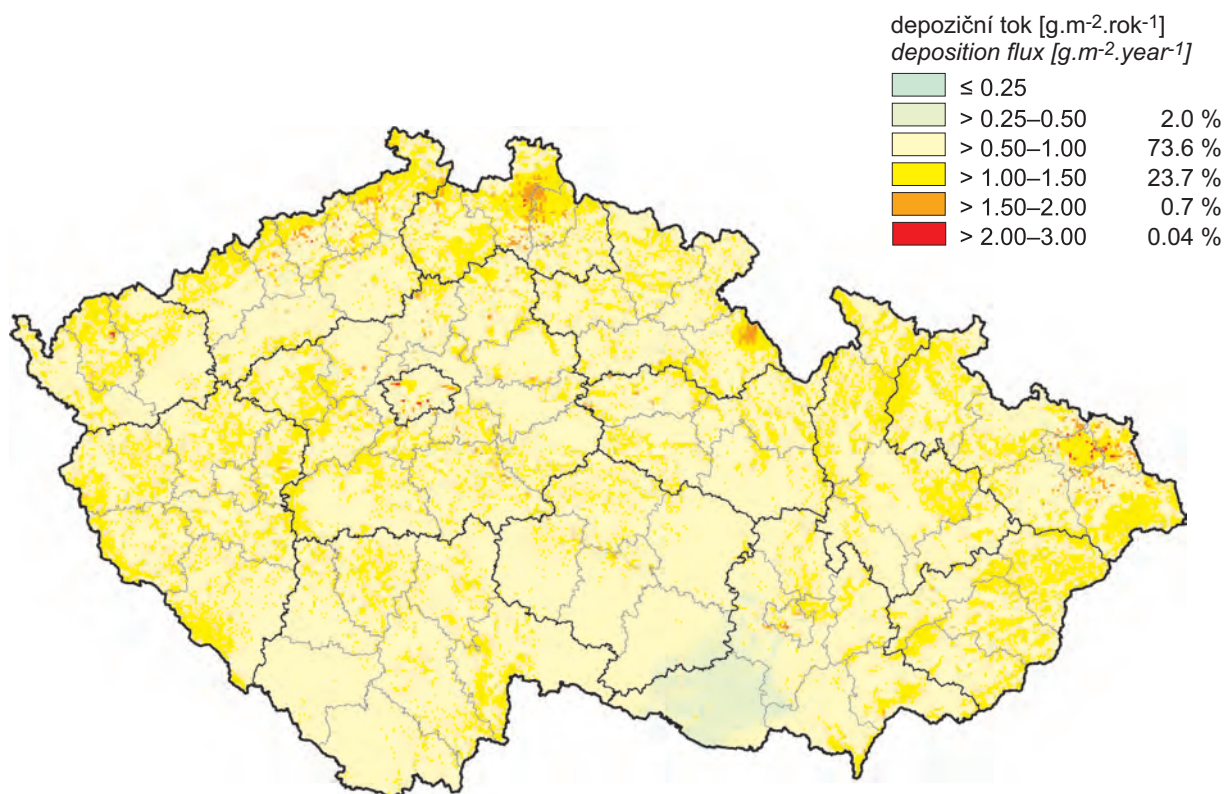 depoziční tok [g.m-2.rok-1]
deposition flux [g.m-2.year-1]
≤ 0.25
> 0.25–0.50 2.0 %
> 0.50–1.00 73.6 %
> 1.00–1.50 23.7 %
> 1.50–2.00 0.7 %
> 2.00–3.00 0.04 %